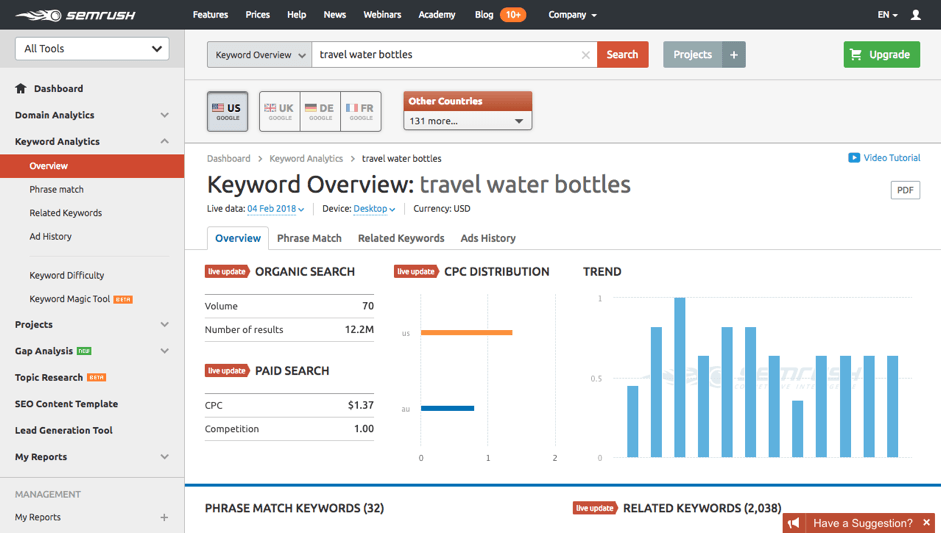 SEMRUSH
Features Prices Help News Webinars Academy Blog 10+ Company EN
All Tools
Dashboard
Domain Analytics
Keyword Analytics
Overview
Phrase match
Related Keywords
Ad History
Keyword Difficulty
Keyword Magic Tool BETA
Projects
Gap Analysis new
Topic Research BETA
SEO Content Template
Lead Generation Tool
My Reports
MANAGEMENT
My Reports +
Keyword Overview travel water bottles × Search Projects + Upgrade
US GOOGLE
UK GOOGLE
DE GOOGLE
FR GOOGLE
Other Countries
131 more...
Dashboard > Keyword Analytics > travel water bottles
Video Tutorial
Keyword Overview: travel water bottles
PDF
Live data: 04 Feb 2018 Device: Desktop Currency: USD
Overview Phrase Match Related Keywords Ads History
live update ORGANIC SEARCH
Volume 70
Number of results 12.2M
live update PAID SEARCH
CPC $1.37
Competition 1.00
live update CPC DISTRIBUTION
us
au
0 1 2
TREND
1
0.5
0
SEMRUSH
PHRASE MATCH KEYWORDS (32)
live update RELATED KEYWORDS (2,038)
Have a Suggestion? ×